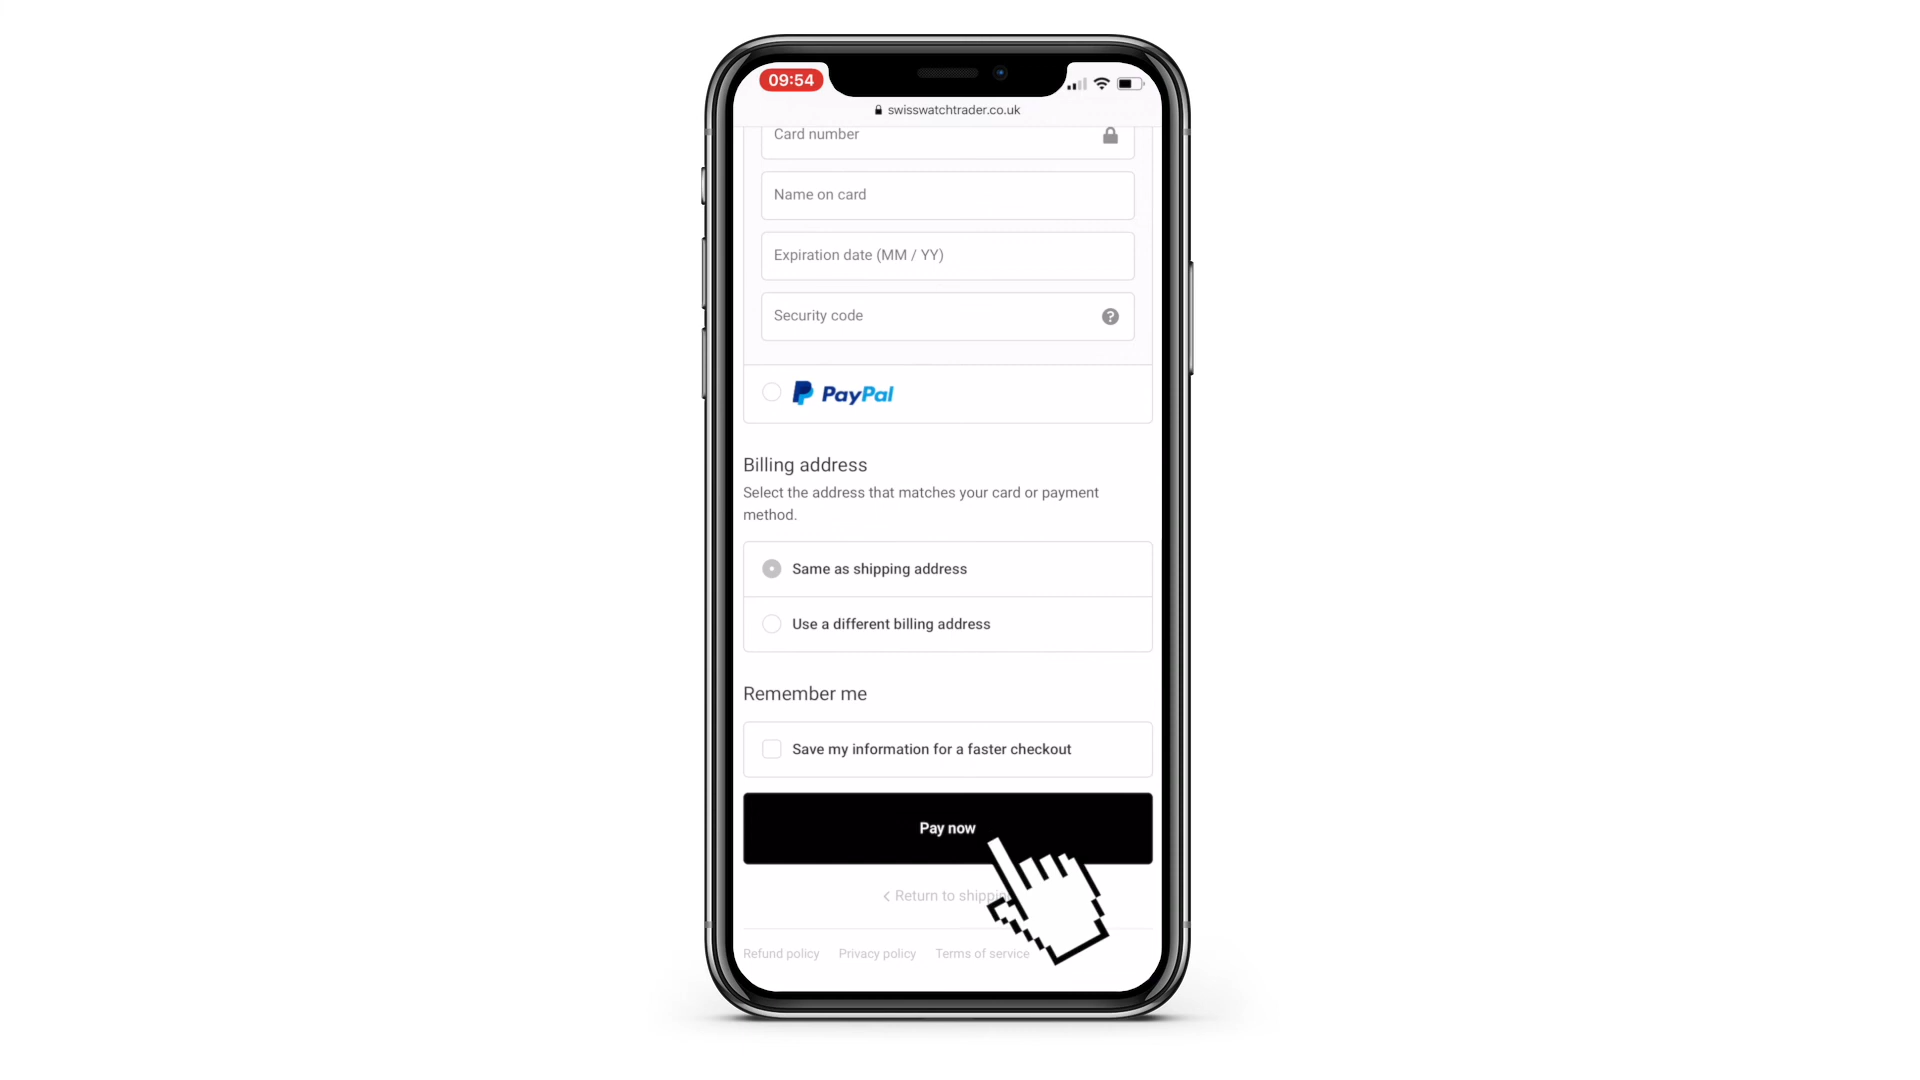 09:54
swisswatchtrader.co.uk
Card number
Name on card
Expiration date (MM / YY)
Security code
?
PayPal
Billing address
Select the address that matches your card or payment
method.
Same as shipping address
Use a different billing address
Remember me
Save my information for a faster checkout
Pay now
< Return to
Refund policy Privacy policy Terms of service